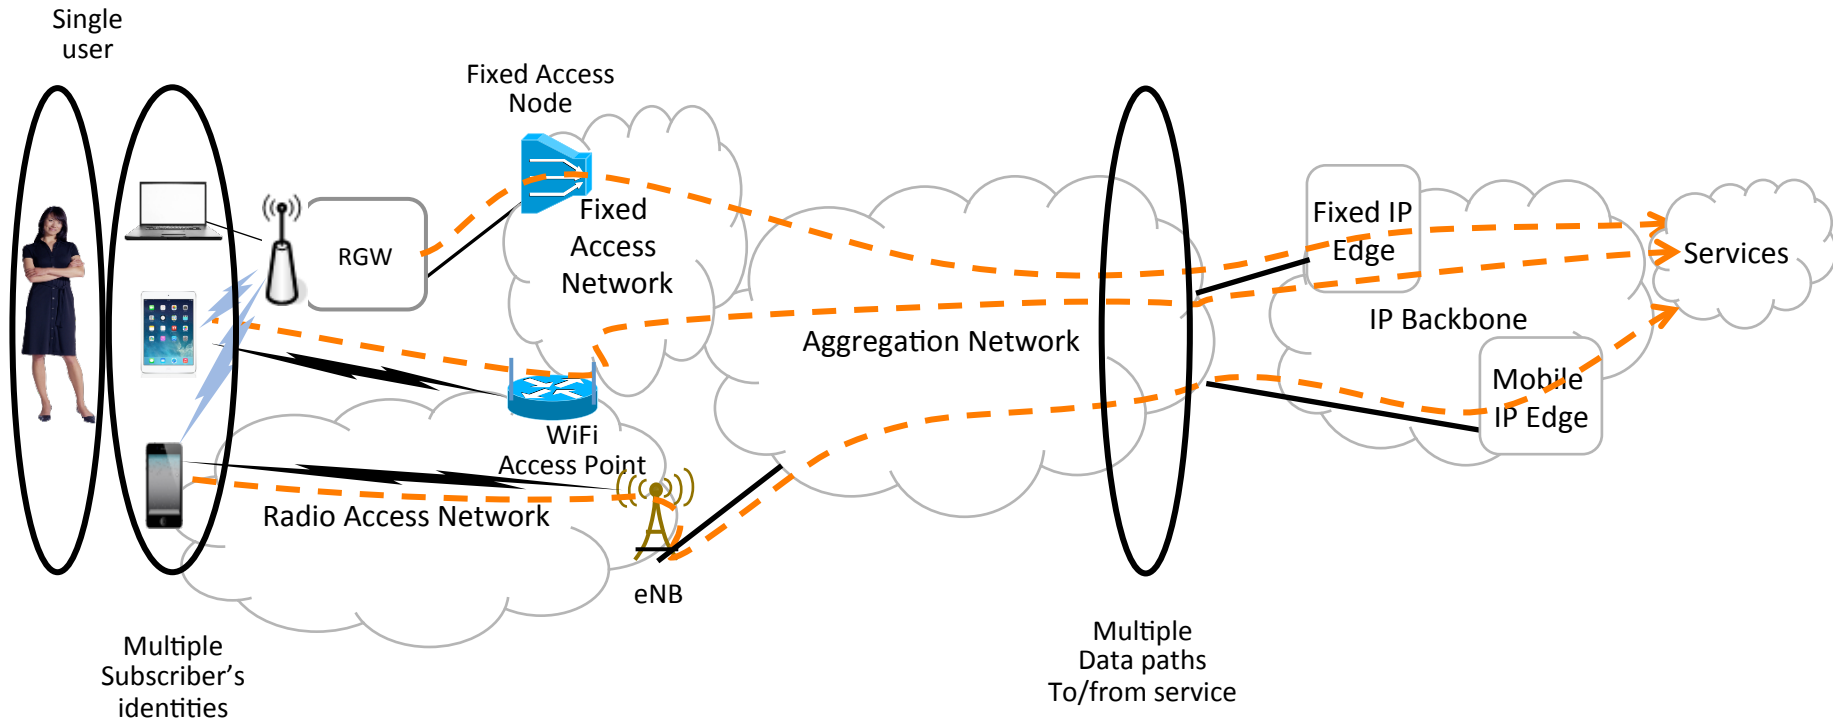 Single
user
Fixed Access
Node
Fixed
Access
Network
RGW
Fixed IP
Edge
Services
IP Backbone
Aggregation Network
Mobile
IP Edge
WiFi
Access Point
Radio Access Network
eNB
Multiple
Subscriber’s
identities
Multiple
Data paths
To/from service